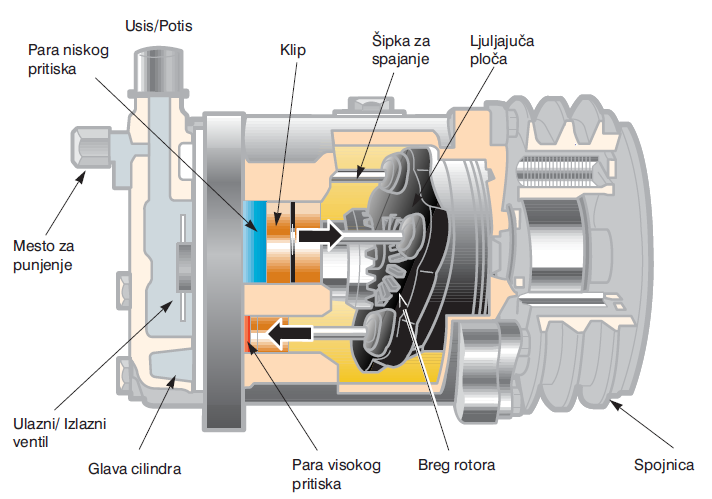 Usis/Potis
Para niskog
pritiska
Klip
Šipka za
spajanje
Ljuljajuča
ploča
Mesto za
punjenje
Ulazni/ Izlazni
ventil
Glava cilindra
Para visokog
pritiska
Breg rotora
Spojnica